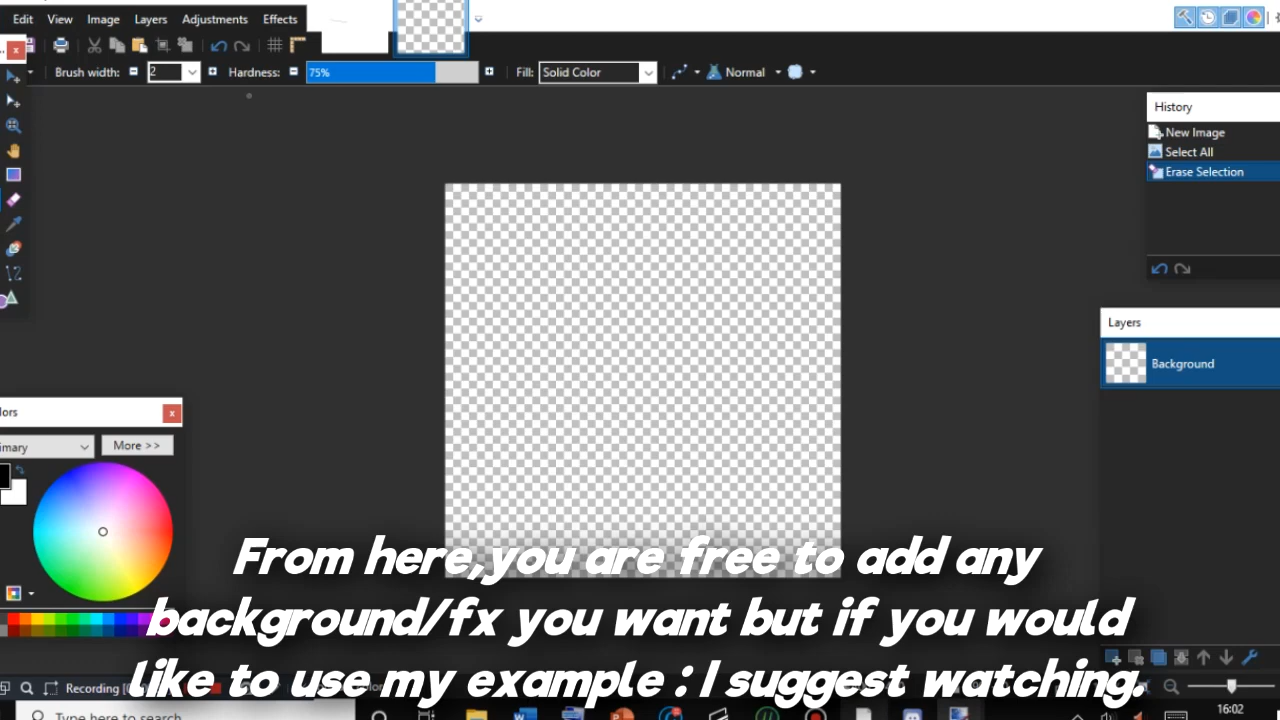 Edit View Image Layers Adjustments Effects
Brush width: 2 Hardness: 75% Fill: Solid Color Normal
History
New Image
Select All
Erase Selection
Layers
Background
lors
imary More >>
From here,you are free to add any
background/fx you want but if you would
like to use my example : I suggest watching.
Recording [
Type here to search
16:02